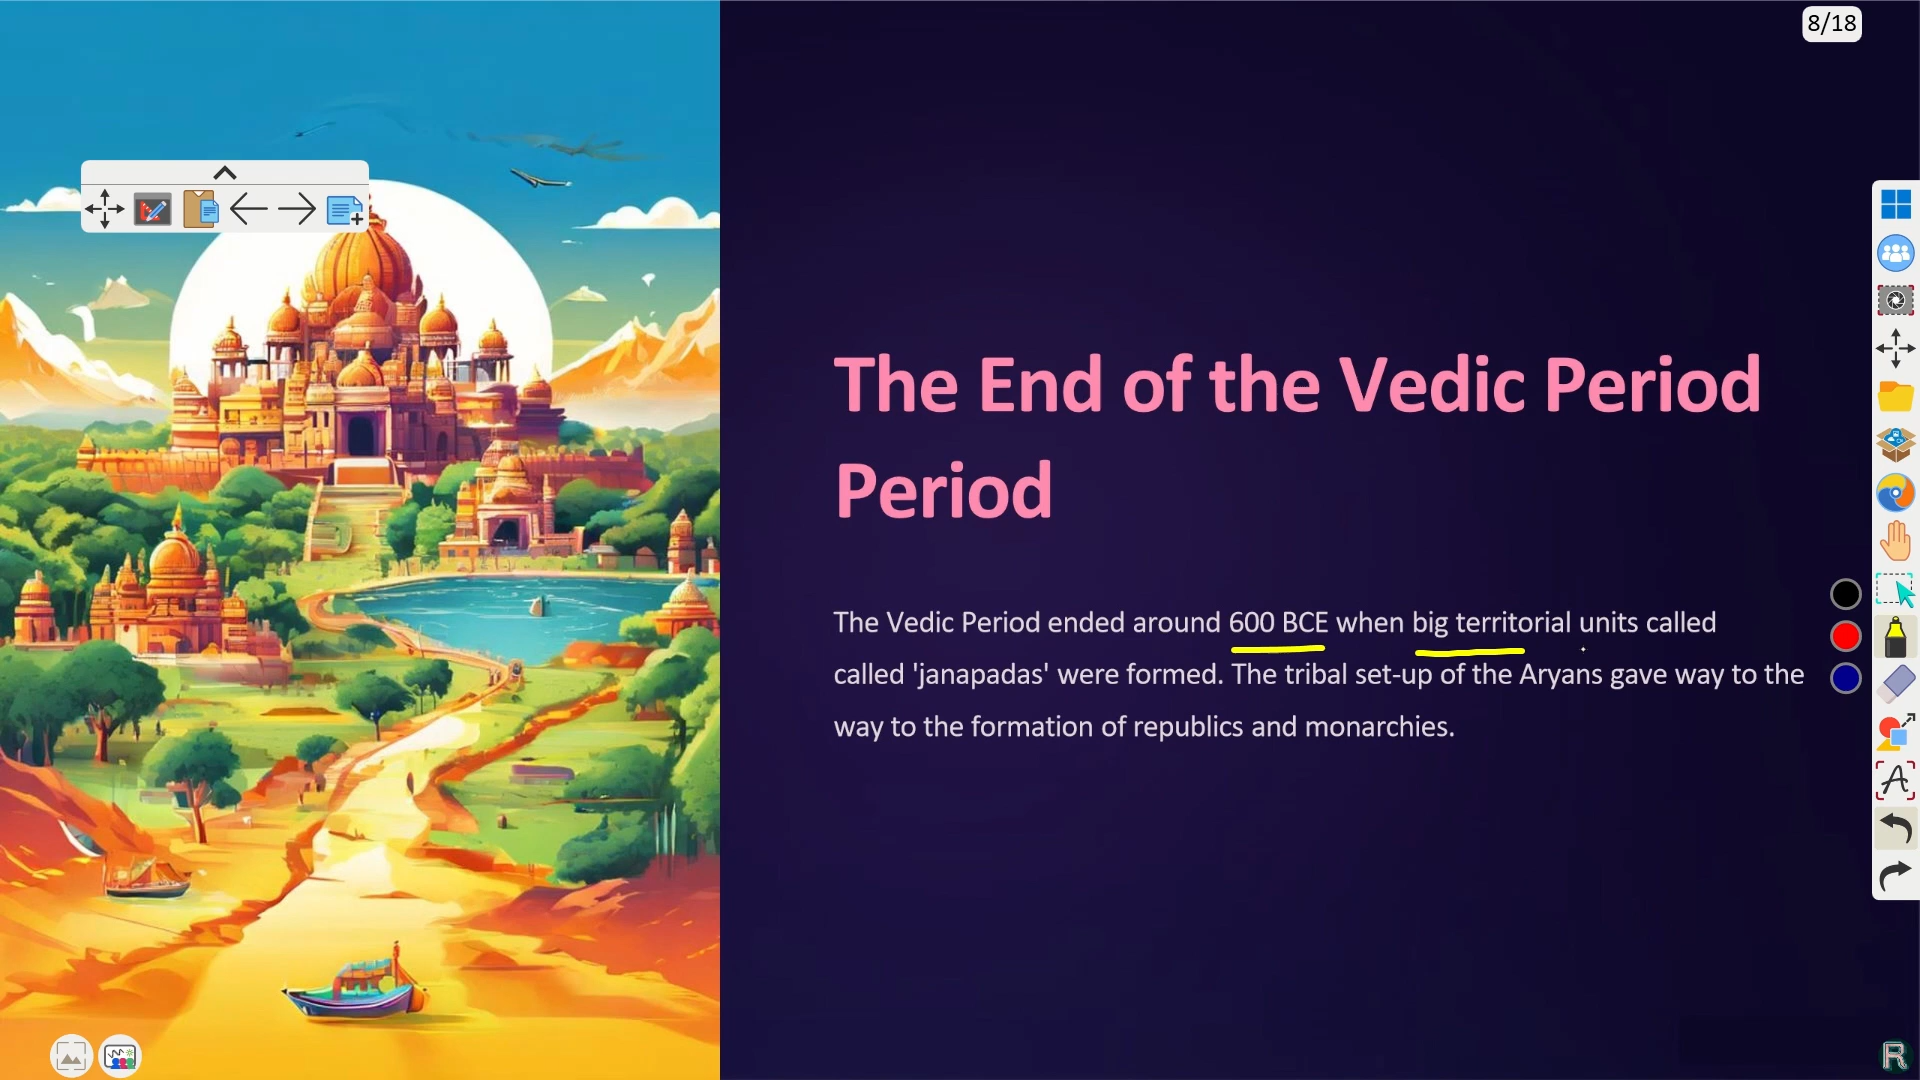 8/18
The End of the Vedic Period
Period
The Vedic Period ended around 600 BCE when big territorial units called
called 'janapadas' were formed. The tribal set-up of the Aryans gave way to the
way to the formation of republics and monarchies.